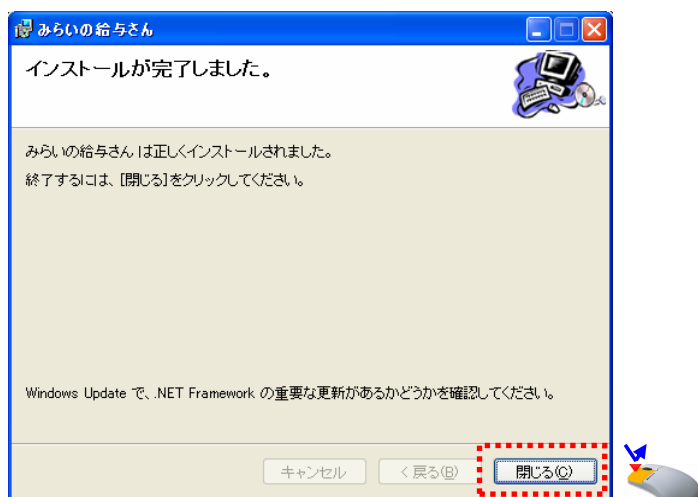 みらいの給与さん
インストールが完了しました。
みらいの給与さん は正しくインストールされました。
終了するには、[閉じる]をクリックしてください。
Windows Update で、.NET Framework の重要な更新があるかどうかを確認してください。
キャンセル
< 戻る(B)
閉じる(C)